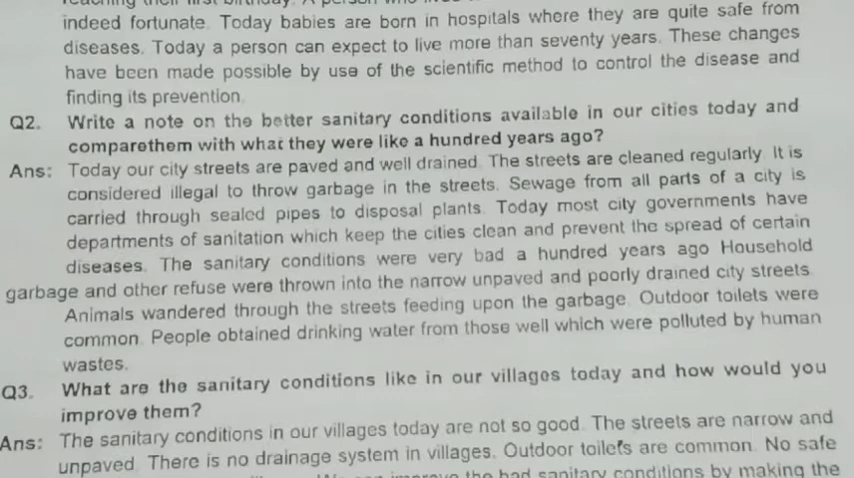 indeed fortunate. Today babies are born in hospitals where they are quite safe from
diseases. Today a person can expect to live more than seventy years. These changes
have been made possible by use of the scientific method to control the disease and
finding its prevention.
Q2. Write a note on the better sanitary conditions available in our cities today and
comparethem with what they were like a hundred years ago?
Ans: Today our city streets are paved and well drained. The streets are cleaned regularly. It is
considered illegal to throw garbage in the streets. Sewage from all parts of a city is
carried through sealed pipes to disposal plants. Today most city governments have
departments of sanitation which keep the cities clean and prevent the spread of certain
diseases. The sanitary conditions were very bad a hundred years ago Household
garbage and other refuse were thrown into the narrow unpaved and poorly drained city streets.
Animals wandered through the streets feeding upon the garbage. Outdoor toilets were
common. People obtained drinking water from those well which were polluted by human
wastes.
Q3. What are the sanitary conditions like in our villages today and how would you
improve them?
Ans: The sanitary conditions in our villages today are not so good. The streets are narrow and
unpaved. There is no drainage system in villages. Outdoor toilets are common. No safe
the bad sanitary conditions by making the